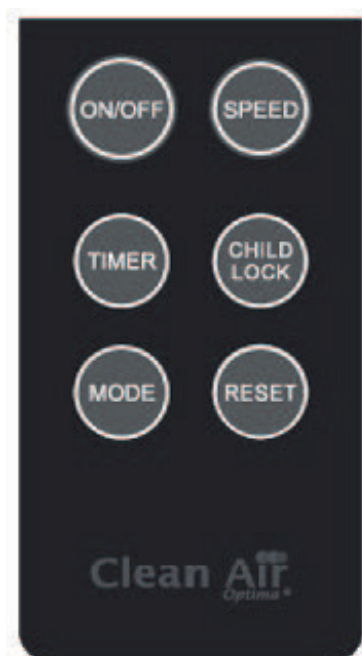 ON/OFF SPEED
TIMER CHILD LOCK
MODE RESET
Clean Air
Optima®